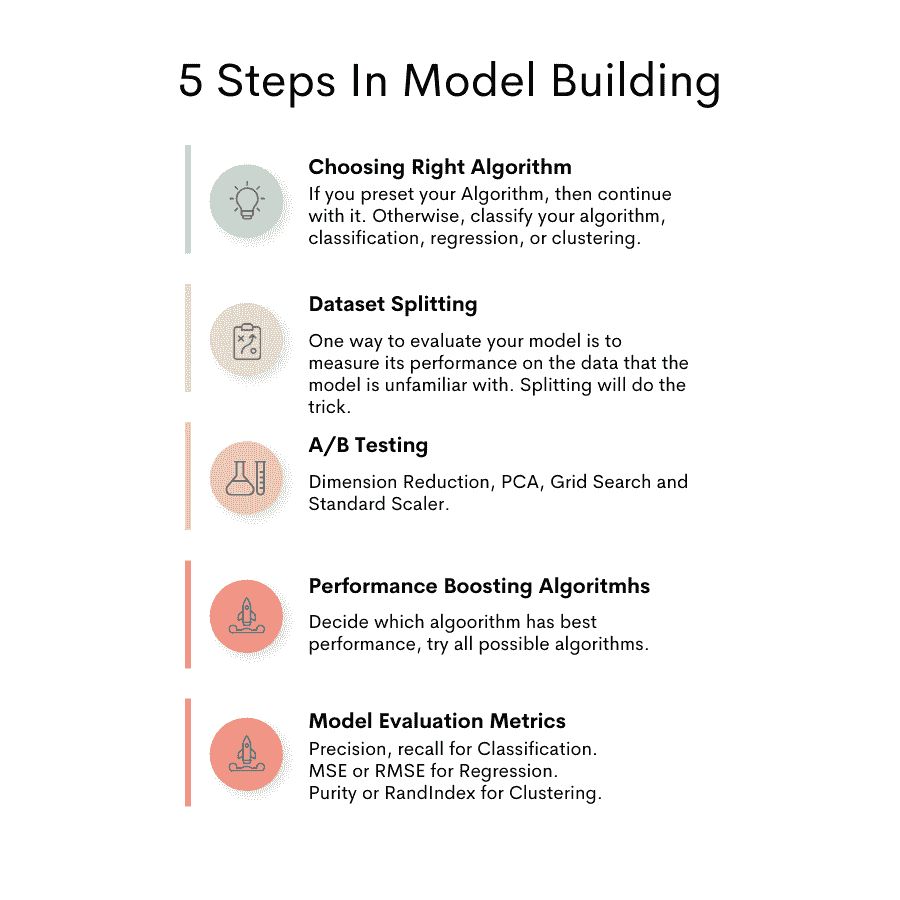 5 Steps In Model Building
Choosing Right Algorithm
If you preset your Algorithm, then continue
with it. Otherwise, classify your algorithm,
classification, regression, or clustering.
Dataset Splitting
One way to evaluate your model is to
measure its performance on the data that the
model is unfamiliar with. Splitting will do the
trick.
A/B Testing
Dimension Reduction, PCA, Grid Search and
Standard Scaler.
Performance Boosting Algoritmhs
Decide which algoorithm has best
performance, try all possible algorithms.
Model Evaluation Metrics
Precision, recall for Classification.
MSE or RMSE for Regression.
Purity or RandIndex for Clustering.